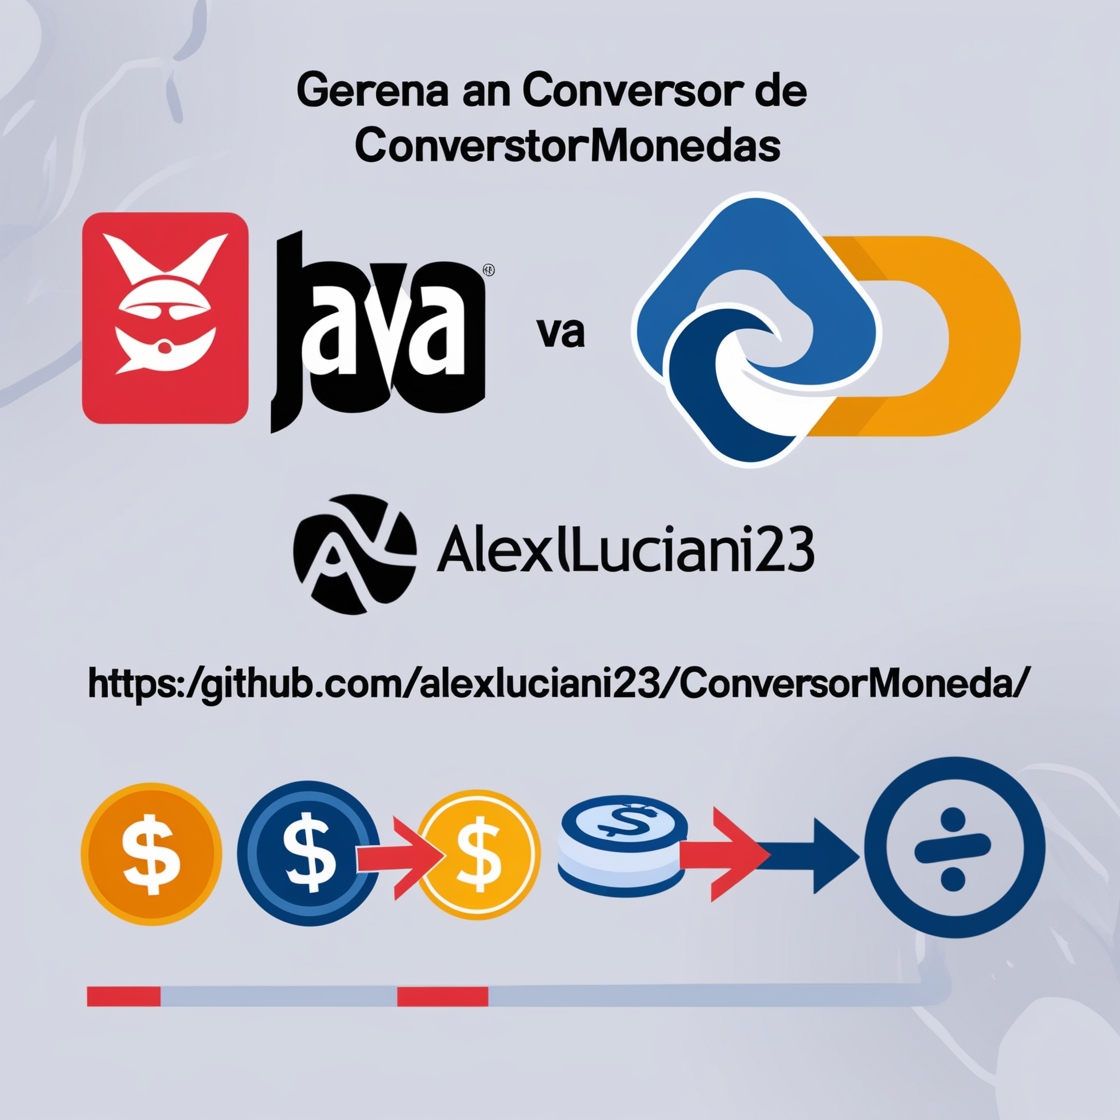 Gerena an Conversor de
ConverstorMonedas
Java
va
AlexlLuciani23
https:/github.com/alexluciani23/ConversorMoneda/
$ $ $ $